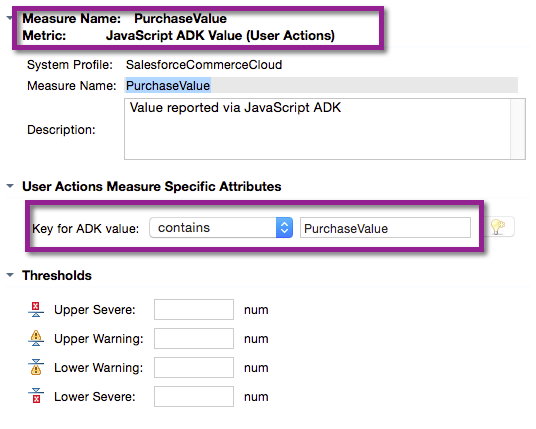 Measure Name: PurchaseValue
Metric: JavaScript ADK Value (User Actions)
System Profile: SalesforceCommerceCloud
Measure Name: PurchaseValue
Value reported via JavaScript ADK
Description:
User Actions Measure Specific Attributes
Key for ADK value: contains PurchaseValue
Thresholds
Upper Severe: num
Upper Warning: num
Lower Warning: num
Lower Severe: num